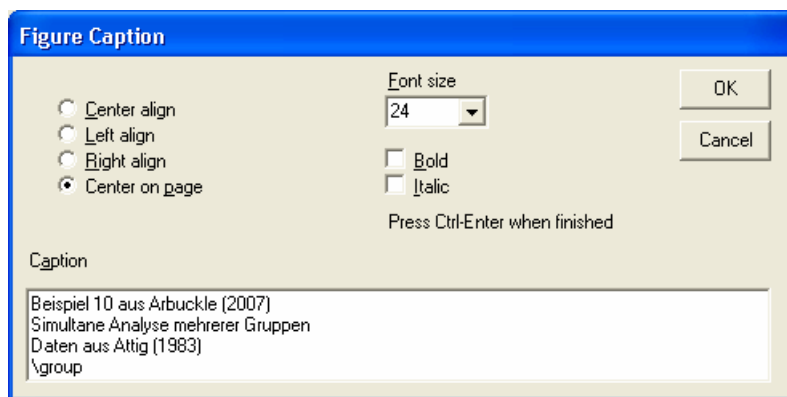 Figure Caption
Center align
Left align
Right align
Center on page
Font size
24
Bold
Italic
Press Ctrl-Enter when finished
OK
Cancel
Caption
Beispiel 10 aus Arbuckle (2007)
Simultane Analyse mehrerer Gruppen
Daten aus Attig (1983)
\group